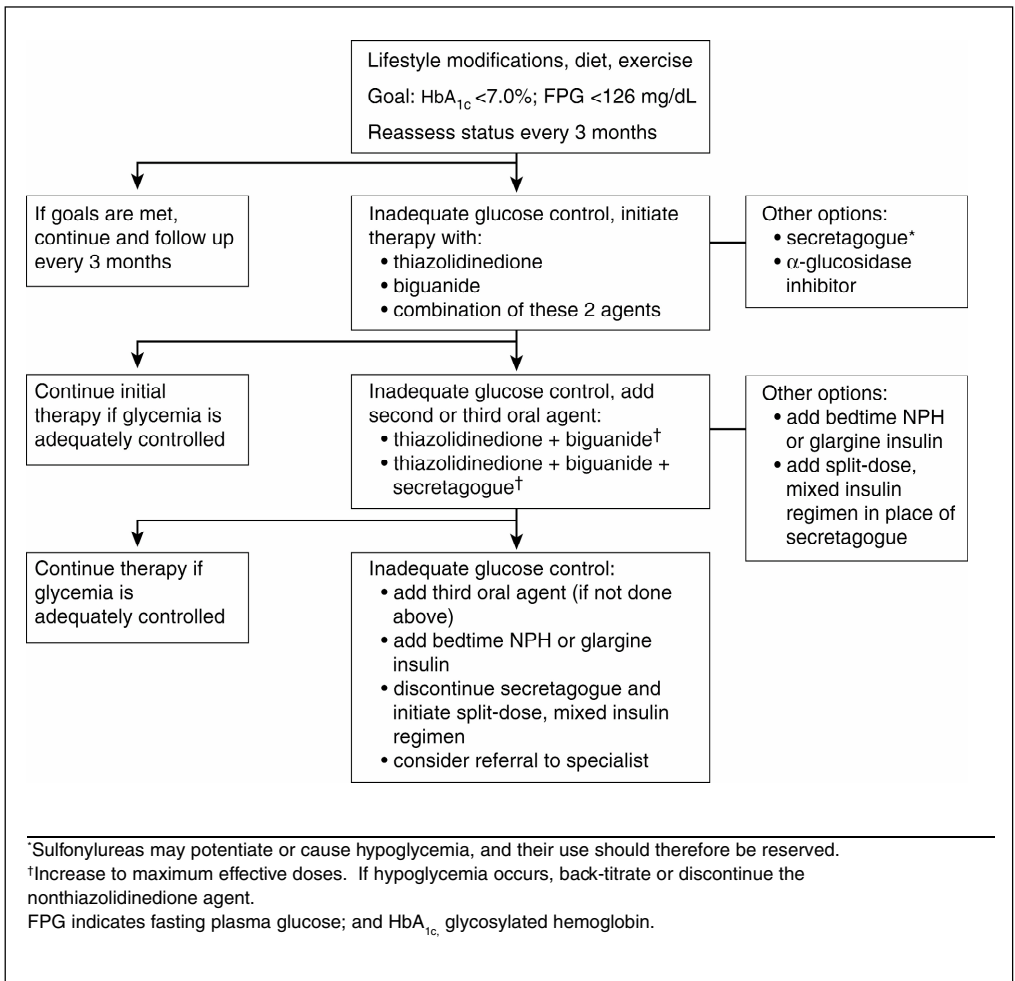 Lifestyle modifications, diet, exercise
Goal: HbA1c <7.0%; FPG <126 mg/dL
Reassess status every 3 months
If goals are met,
continue and follow up
every 3 months
Inadequate glucose control, initiate
therapy with:
• thiazolidinedione
• biguanide
• combination of these 2 agents
Other options:
• secretagogue*
• α-glucosidase
inhibitor
Continue initial
therapy if glycemia is
adequately controlled
Inadequate glucose control, add
second or third oral agent:
• thiazolidinedione + biguanide†
• thiazolidinedione + biguanide +
secretagogue†
Other options:
• add bedtime NPH
or glargine insulin
• add split-dose,
mixed insulin
regimen in place of
secretagogue
Continue therapy if
glycemia is
adequately controlled
Inadequate glucose control:
• add third oral agent (if not done
above)
• add bedtime NPH or glargine
insulin
• discontinue secretagogue and
initiate split-dose, mixed insulin
regimen
• consider referral to specialist
*Sulfonylureas may potentiate or cause hypoglycemia, and their use should therefore be reserved.
†Increase to maximum effective doses. If hypoglycemia occurs, back-titrate or discontinue the
nonthiazolidinedione agent.
FPG indicates fasting plasma glucose; and HbA1c, glycosylated hemoglobin.